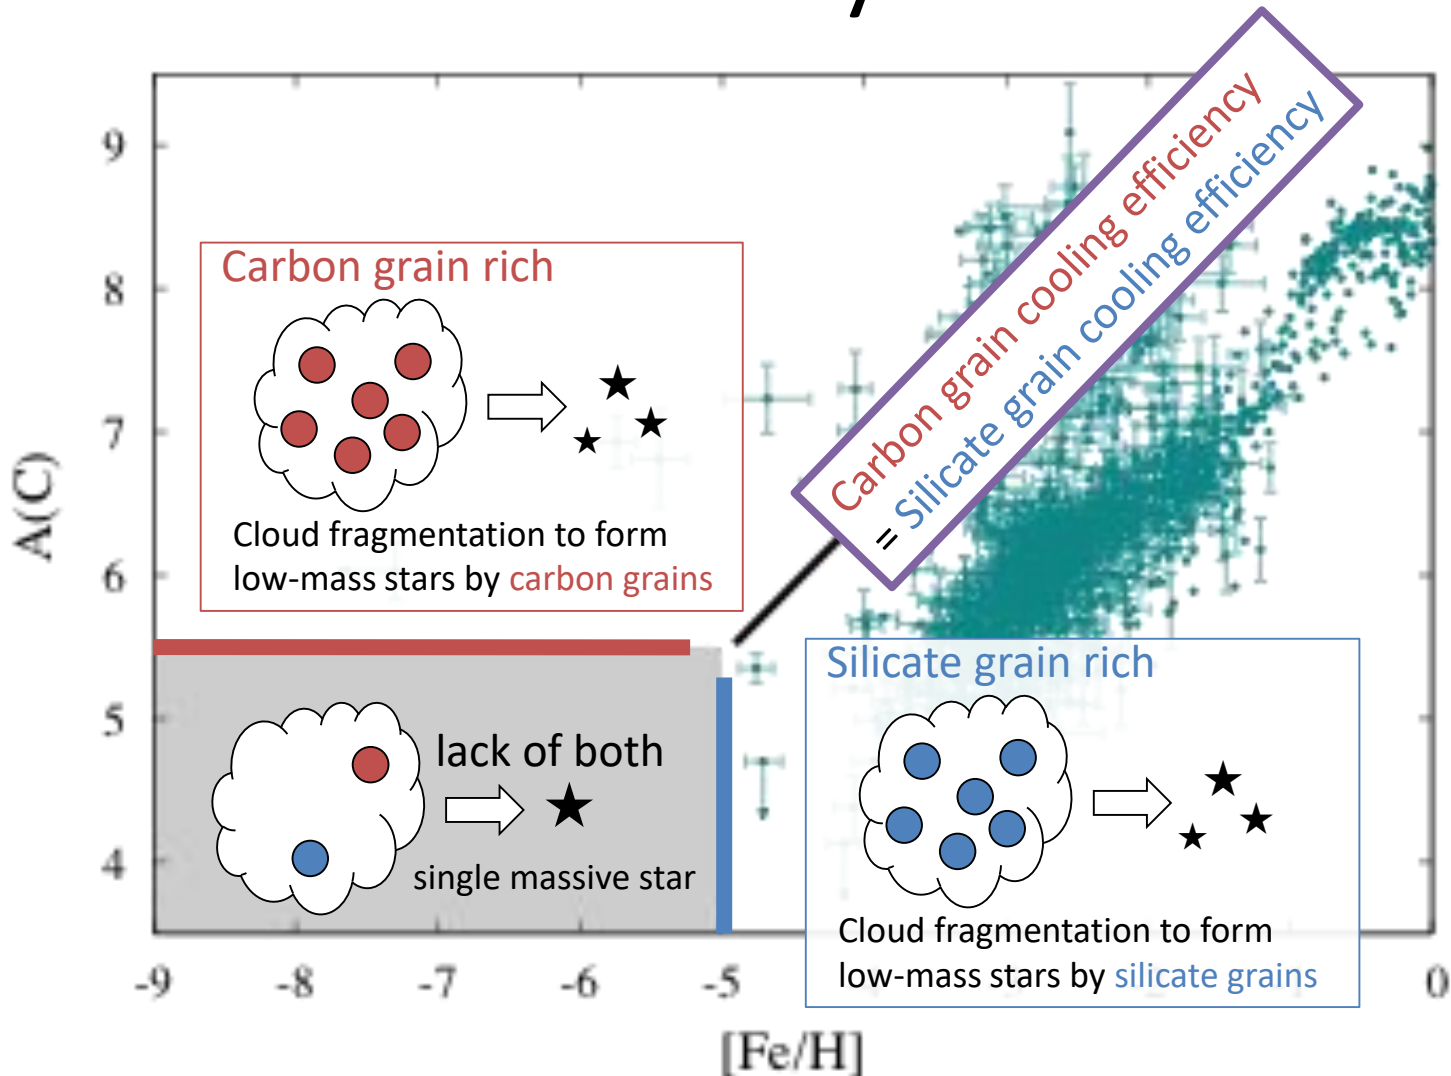 9
8
7
6
5
4
A(C)
Carbon grain rich
Cloud fragmentation to form
low-mass stars by carbon grains
Carbon grain cooling efficiency
= Silicate grain cooling efficiency
lack of both
single massive star
Silicate grain rich
Cloud fragmentation to form
low-mass stars by silicate grains
-9 -8 -7 -6 -5 0
[Fe/H]